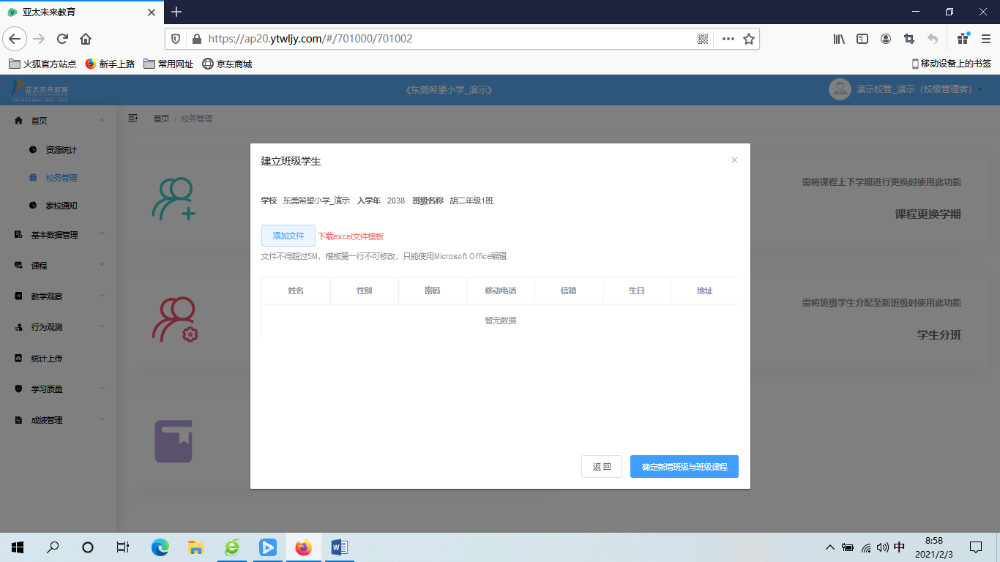 亚太未来教育
https://ap20.ytwljy.com/#/701000/701002
火狐官方站点 新手上路 常用网址 京东商城 移动设备上的书签
亚太未来教育 《东莞希望小学_演示》 演示校管_演示（校级管理者）
首页
资源统计
校务管理
家校通知
基本数据管理
课程
教学观察
行为观测
统计上传
学习质量
成绩管理
首页 / 校务管理
需将课程上下学期进行更换时使用此功能
课程更换学期
需将班级学生分配至新班级时使用此功能
学生分班
建立班级学生
学校 东莞希望小学_演示 入学年 2038 班级名称 胡二年级1班
添加文件 下载excel文件模板
文件不得超过5M，模板第一行不可修改，只能使用Microsoft Office编辑
姓名 性别 密码 移动电话 信箱 生日 地址
暂无数据
返 回 确定新增班级与班级课程
中 8:58
2021/2/3